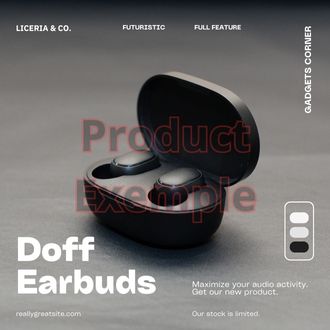 LICERIA & CO.
FUTURISTIC
FULL FEATURE
GADGETS CORNER
Product
Exemple
Doff
Earbuds
Maximize your audio activity.
Get our new product.
reallygreatsite.com
Our stock is limited.